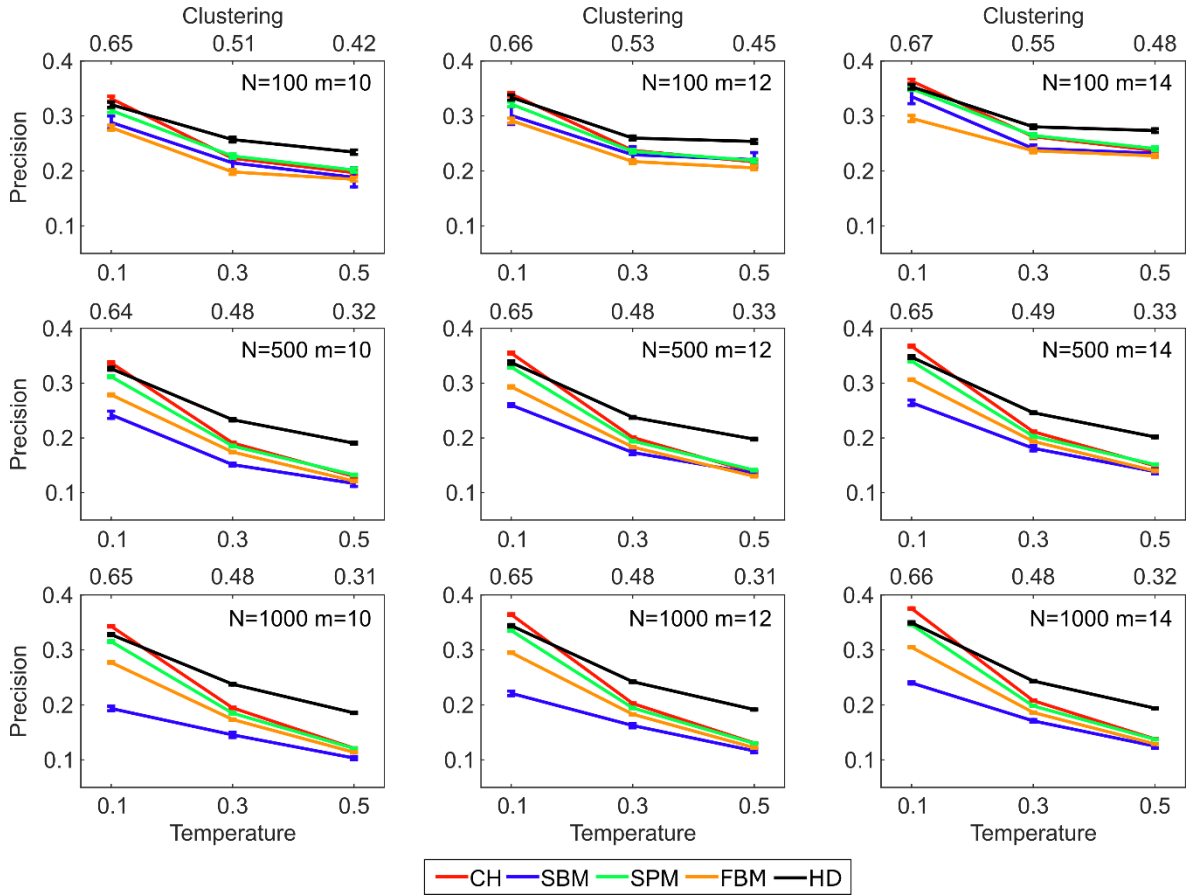 Clustering Clustering Clustering
0.65 0.51 0.42 0.66 0.53 0.45 0.67 0.55 0.48
0.4 0.4 0.4
N=100 m=10 N=100 m=12 N=100 m=14
0.3 0.3 0.3
Precision
0.2 0.2 0.2
0.1 0.1 0.1
0.1 0.3 0.5 0.1 0.3 0.5 0.1 0.3 0.5
0.64 0.48 0.32 0.65 0.48 0.33 0.65 0.49 0.33
0.4 0.4 0.4
N=500 m=10 N=500 m=12 N=500 m=14
0.3 0.3 0.3
Precision
0.2 0.2 0.2
0.1 0.1 0.1
0.1 0.3 0.5 0.1 0.3 0.5 0.1 0.3 0.5
0.65 0.48 0.31 0.65 0.48 0.31 0.66 0.48 0.32
0.4 0.4 0.4
N=1000 m=10 N=1000 m=12 N=1000 m=14
0.3 0.3 0.3
Precision
0.2 0.2 0.2
0.1 0.1 0.1
0.1 0.3 0.5 0.1 0.3 0.5 0.1 0.3 0.5
Temperature Temperature Temperature
CH SBM SPM FBM HD